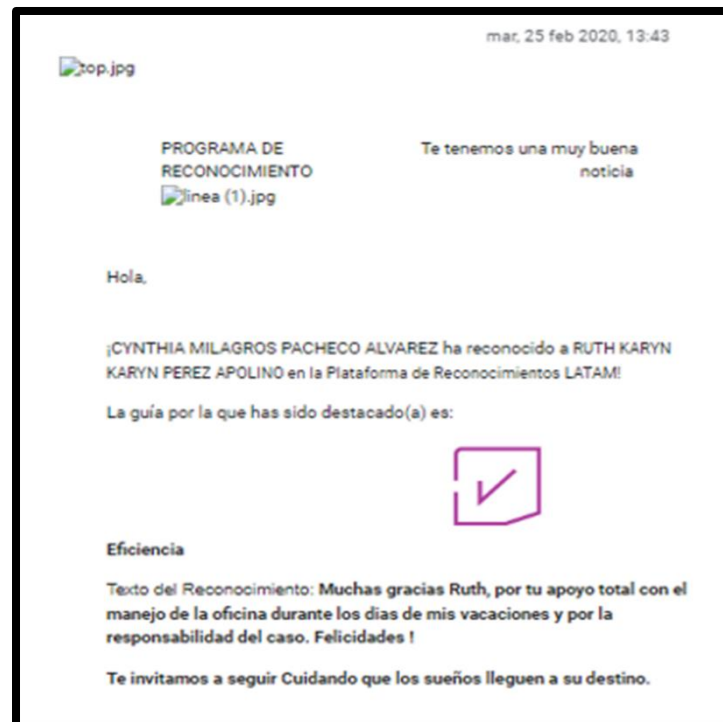 mar, 25 feb 2020, 13:43
top.jpg
PROGRAMA DE
RECONOCIMIENTO
linea (1).jpg
Te tenemos una muy buena
noticia
Hola,
¡CYNTHIA MILAGROS PACHECO ALVAREZ ha reconocido a RUTH KARYN
KARYN PEREZ APOLINO en la Plataforma de Reconocimientos LATAM!
La guía por la que has sido destacado(a) es:
Eficiencia
Texto del Reconocimiento: Muchas gracias Ruth, por tu apoyo total con el
manejo de la oficina durante los dias de mis vacaciones y por la
responsabilidad del caso. Felicidades !
Te invitamos a seguir Cuidando que los sueños lleguen a su destino.